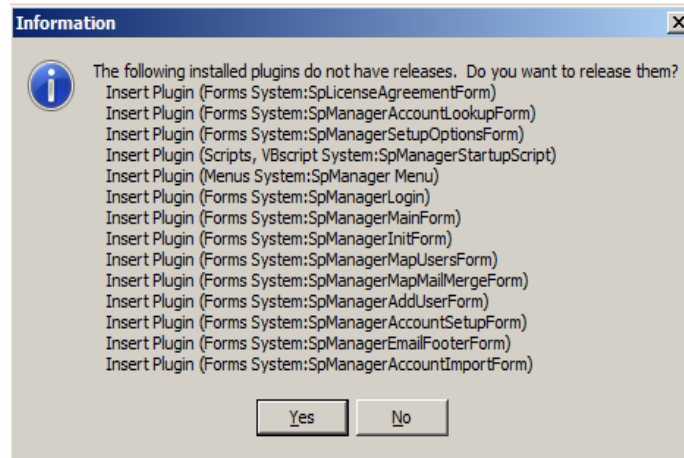 Information
The following installed plugins do not have releases. Do you want to release them?
Insert Plugin (Forms System:SpLicenseAgreementForm)
Insert Plugin (Forms System:SpManagerAccountLookupForm)
Insert Plugin (Forms System:SpManagerSetupOptionsForm)
Insert Plugin (Scripts, VBscript System:SpManagerStartupScript)
Insert Plugin (Menus System:SpManager Menu)
Insert Plugin (Forms System:SpManagerLogin)
Insert Plugin (Forms System:SpManagerMainForm)
Insert Plugin (Forms System:SpManagerInitForm)
Insert Plugin (Forms System:SpManagerMapUsersForm)
Insert Plugin (Forms System:SpManagerMapMailMergeForm)
Insert Plugin (Forms System:SpManagerAddUserForm)
Insert Plugin (Forms System:SpManagerAccountSetupForm)
Insert Plugin (Forms System:SpManagerEmailFooterForm)
Insert Plugin (Forms System:SpManagerAccountImportForm)
Yes No